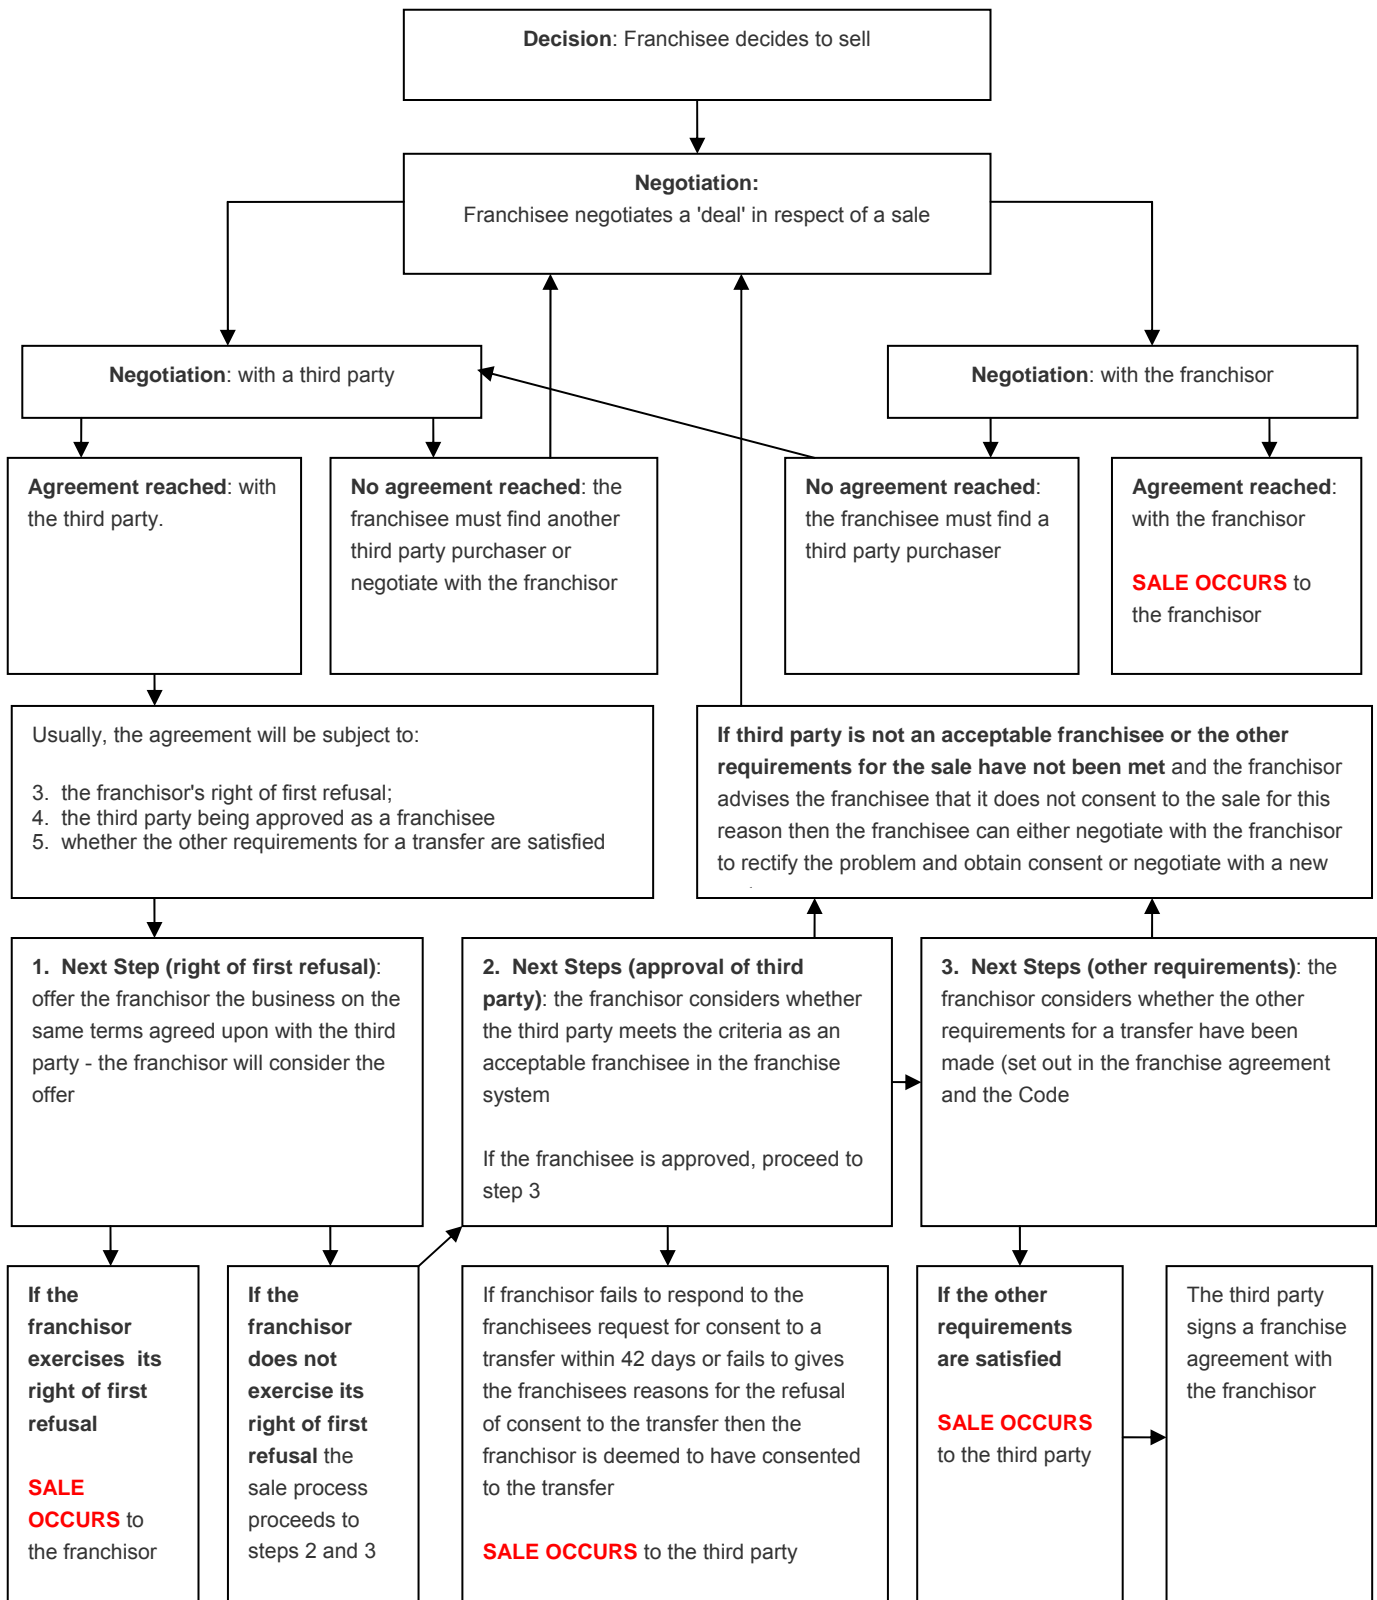 Decision: Franchisee decides to sell
Negotiation:
Franchisee negotiates a 'deal' in respect of a sale
Negotiation: with a third party
Negotiation: with the franchisor
Agreement reached: with
the third party.
No agreement reached: the
franchisee must find another
third party purchaser or
negotiate with the franchisor
No agreement reached:
the franchisee must find a
third party purchaser
Agreement reached:
with the franchisor
SALE OCCURS to
the franchisor
Usually, the agreement will be subject to:
3. the franchisor's right of first refusal;
4. the third party being approved as a franchisee
5. whether the other requirements for a transfer are satisfied
If third party is not an acceptable franchisee or the other
requirements for the sale have not been met and the franchisor
advises the franchisee that it does not consent to the sale for this
reason then the franchisee can either negotiate with the franchisor
to rectify the problem and obtain consent or negotiate with a new
1. Next Step (right of first refusal):
offer the franchisor the business on the
same terms agreed upon with the third
party - the franchisor will consider the
offer
2. Next Steps (approval of third
party): the franchisor considers whether
the third party meets the criteria as an
acceptable franchisee in the franchise
system
If the franchisee is approved, proceed to
step 3
3. Next Steps (other requirements): the
franchisor considers whether the other
requirements for a transfer have been
made (set out in the franchise agreement
and the Code
If the
franchisor
exercises its
right of first
refusal
SALE
OCCURS to
the franchisor
If the
franchisor
does not
exercise its
right of first
refusal the
sale process
proceeds to
steps 2 and 3
If franchisor fails to respond to the
franchisees request for consent to a
transfer within 42 days or fails to gives
the franchisees reasons for the refusal
of consent to the transfer then the
franchisor is deemed to have consented
to the transfer
SALE OCCURS to the third party
If the other
requirements
are satisfied
SALE OCCURS
to the third party
The third party
signs a franchise
agreement with
the franchisor